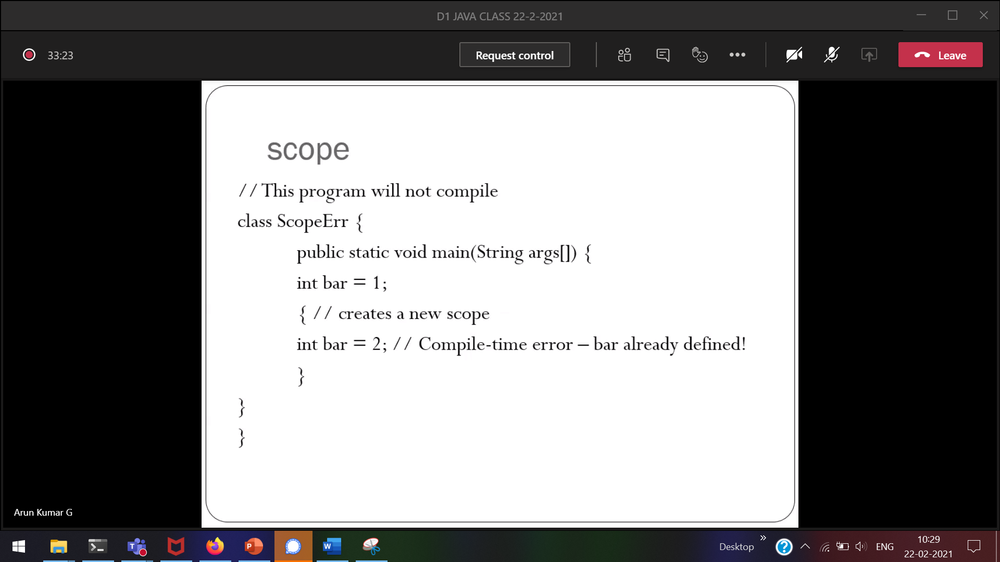 D1 JAVA CLASS 22-2-2021
33:23
Request control
Leave
scope
// This program will not compile
class ScopeErr {
public static void main(String args[]) {
int bar = 1;
{ // creates a new scope
int bar = 2; // Compile-time error – bar already defined!
}
}
}
Arun Kumar G
Desktop
ENG
10:29
22-02-2021